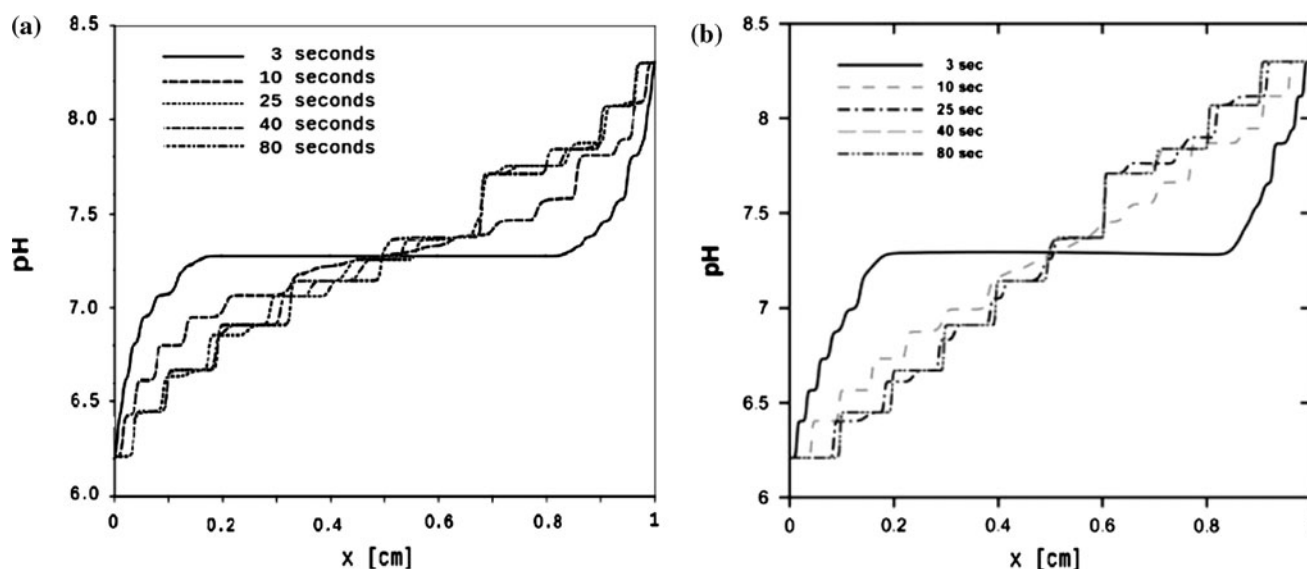 (a)
8.5
8.0
7.5
7.0
6.5
6.0
pH
3 seconds
10 seconds
25 seconds
40 seconds
80 seconds
0
0.2
0.4
0.6
0.8
1
x [cm]
(b)
8.5
8
7.5
7
6.5
6
pH
3 sec
10 sec
25 sec
40 sec
80 sec
0
0.2
0.4
0.6
0.8
x [cm]